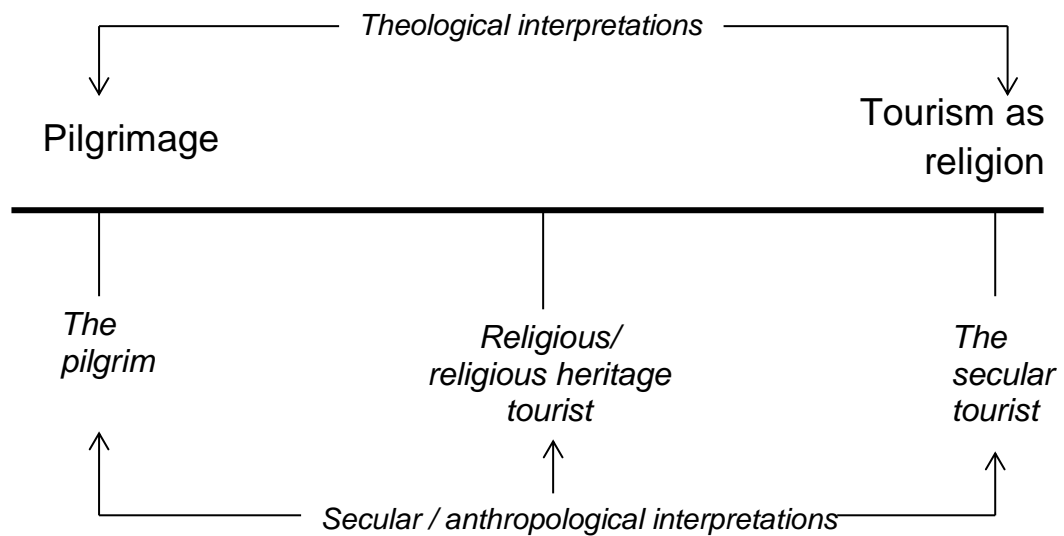 Theological interpretations
Pilgrimage
Tourism as
religion
The
pilgrim
Religious/
religious heritage
tourist
The
secular
tourist
Secular / anthropological interpretations